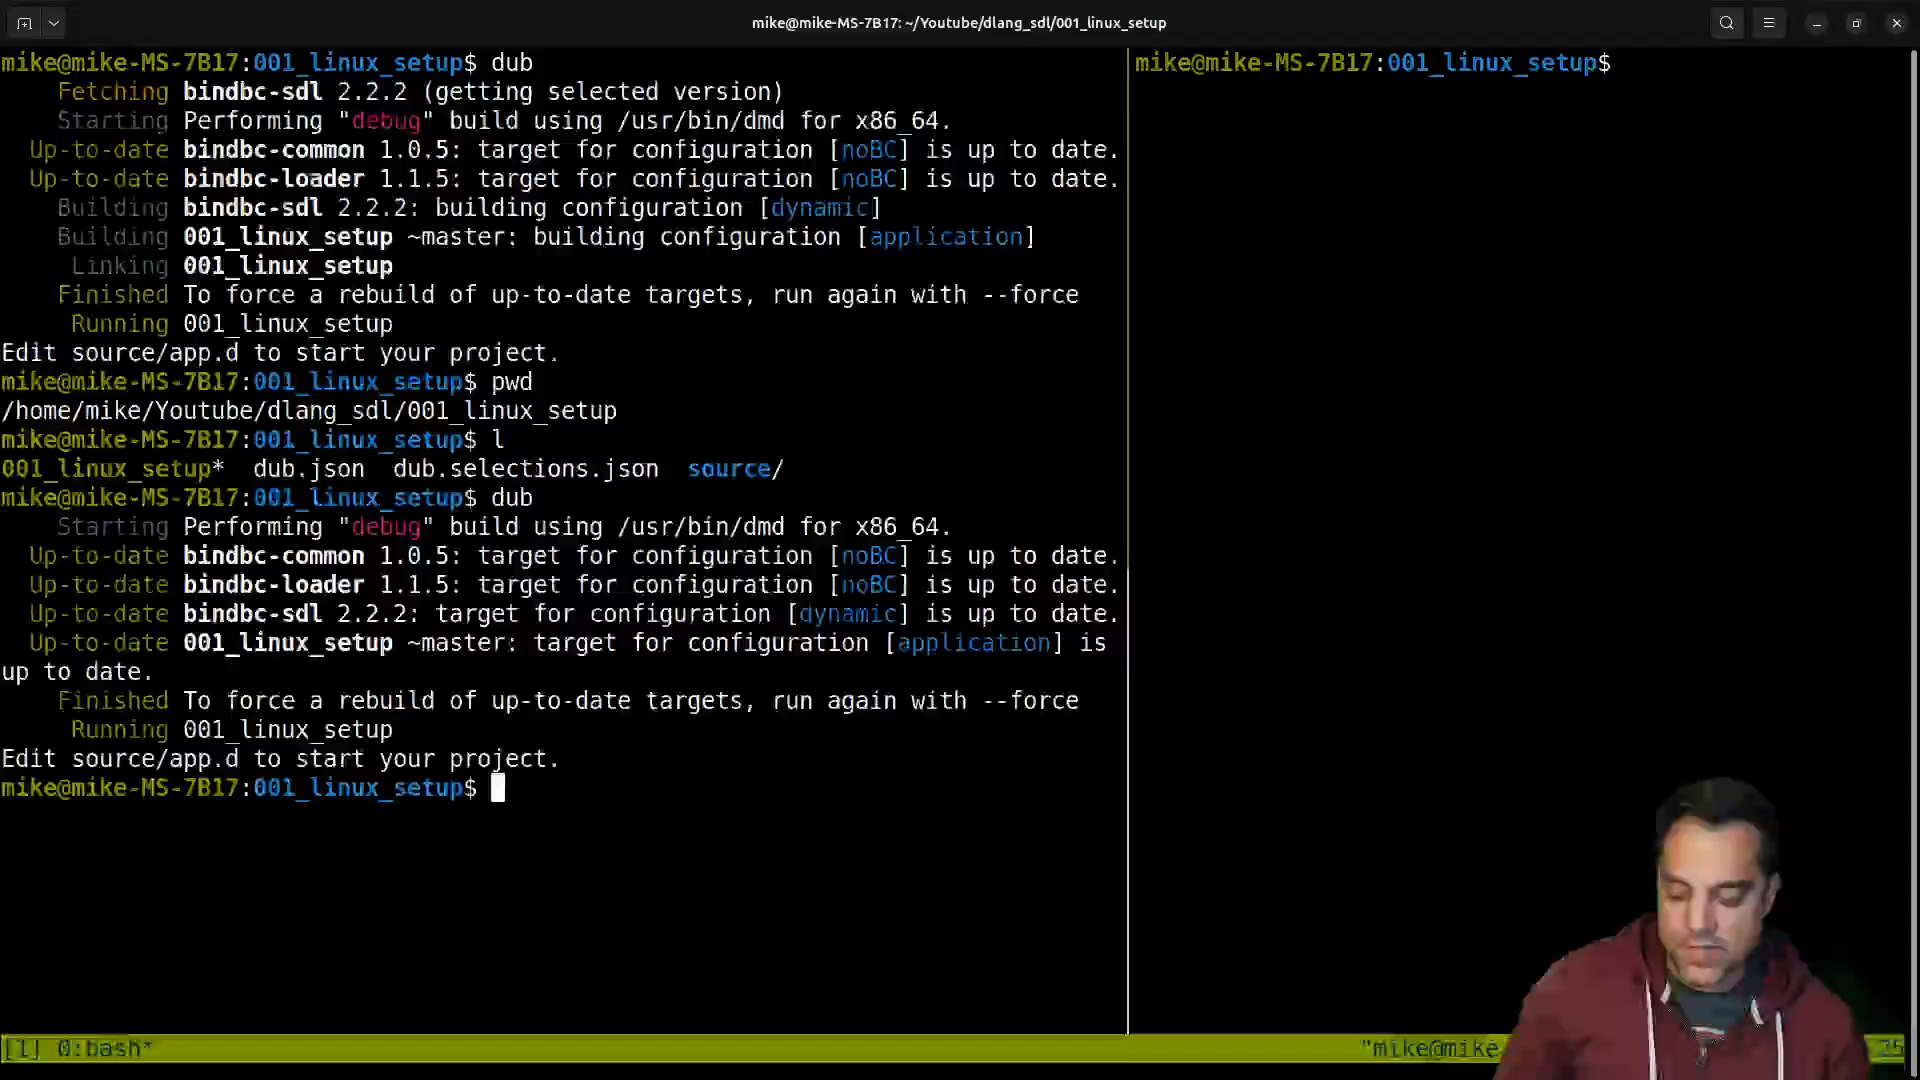 mike@mike-MS-7B17: ~/Youtube/dlang_sdl/001_linux_setup
mike@mike-MS-7B17:001_linux_setup$ dub
Fetching bindbc-sdl 2.2.2 (getting selected version)
Starting Performing "debug" build using /usr/bin/dmd for x86_64.
Up-to-date bindbc-common 1.0.5: target for configuration [noBC] is up to date.
Up-to-date bindbc-loader 1.1.5: target for configuration [noBC] is up to date.
Building bindbc-sdl 2.2.2: building configuration [dynamic]
Building 001_linux_setup ~master: building configuration [application]
Linking 001_linux_setup
Finished To force a rebuild of up-to-date targets, run again with --force
Running 001_linux_setup
Edit source/app.d to start your project.
mike@mike-MS-7B17:001_linux_setup$ pwd
/home/mike/Youtube/dlang_sdl/001_linux_setup
mike@mike-MS-7B17:001_linux_setup$ l
001_linux_setup* dub.json dub.selections.json source/
mike@mike-MS-7B17:001_linux_setup$ dub
Starting Performing "debug" build using /usr/bin/dmd for x86_64.
Up-to-date bindbc-common 1.0.5: target for configuration [noBC] is up to date.
Up-to-date bindbc-loader 1.1.5: target for configuration [noBC] is up to date.
Up-to-date bindbc-sdl 2.2.2: target for configuration [dynamic] is up to date.
Up-to-date 001_linux_setup ~master: target for configuration [application] is
up to date.
Finished To force a rebuild of up-to-date targets, run again with --force
Running 001_linux_setup
Edit source/app.d to start your project.
mike@mike-MS-7B17:001_linux_setup$
mike@mike-MS-7B17:001_linux_setup$
[1] 0:bash* "mike@mike